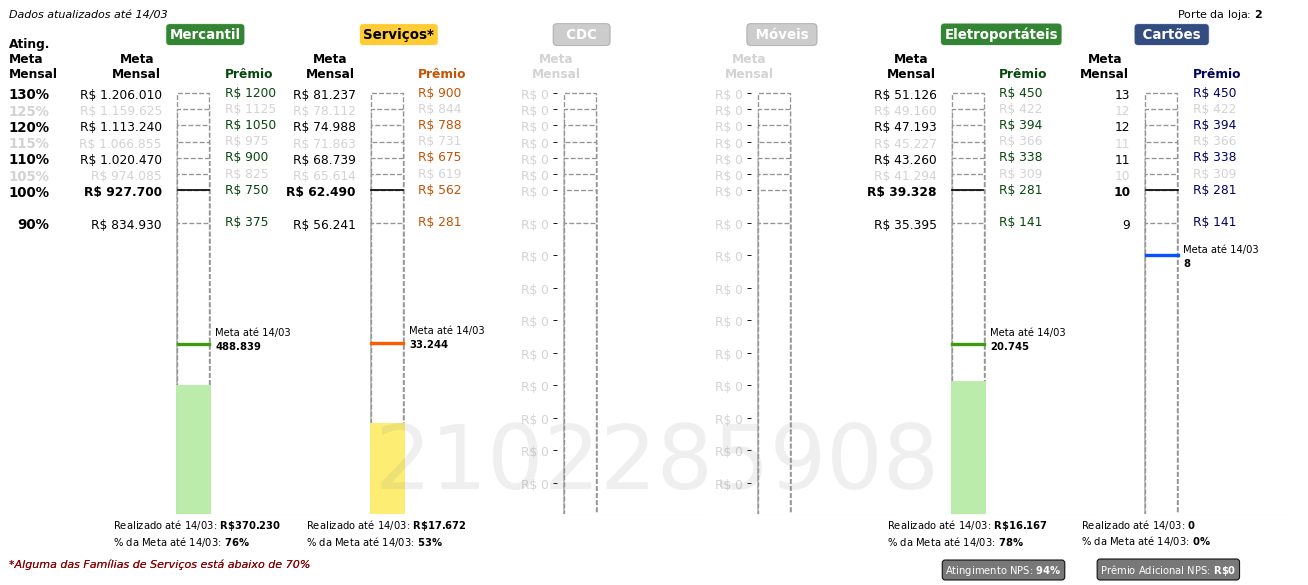 Dados atualizados até 14/03
Porte da loja: 2
Mercantil Serviços* CDC Móveis Eletroportáteis Cartões
Ating. Meta Mensal
Meta Mensal Prêmio Meta Mensal Prêmio Meta Mensal Meta Mensal Meta Mensal Prêmio Meta Mensal Prêmio
130% R$ 1.206.010 R$ 1200 R$ 81.237 R$ 900 R$ 0 R$ 0 R$ 51.126 R$ 450 13 R$ 450
125% R$ 1.159.625 R$ 1125 R$ 78.112 R$ 844 R$ 0 R$ 0 R$ 49.160 R$ 422 12 R$ 422
120% R$ 1.113.240 R$ 1050 R$ 74.988 R$ 788 R$ 0 R$ 0 R$ 47.193 R$ 394 12 R$ 394
115% R$ 1.066.855 R$ 975 R$ 71.863 R$ 731 R$ 0 R$ 0 R$ 45.227 R$ 366 11 R$ 366
110% R$ 1.020.470 R$ 900 R$ 68.739 R$ 675 R$ 0 R$ 0 R$ 43.260 R$ 338 11 R$ 338
105% R$ 974.085 R$ 825 R$ 65.614 R$ 619 R$ 0 R$ 0 R$ 41.294 R$ 309 10 R$ 309
100% R$ 927.700 R$ 750 R$ 62.490 R$ 562 R$ 0 R$ 0 R$ 39.328 R$ 281 10 R$ 281
90% R$ 834.930 R$ 375 R$ 56.241 R$ 281 R$ 0 R$ 0 R$ 35.395 R$ 141 9 R$ 141
Meta até 14/03
8
R$ 0 R$ 0
R$ 0 R$ 0
R$ 0 R$ 0
Meta até 14/03 Meta até 14/03 Meta até 14/03
488.839 33.244 20.745
R$ 0 R$ 0
R$ 0 R$ 0
R$ 0 R$ 0
R$ 0 R$ 0
2102285908
R$ 0 R$ 0
Realizado até 14/03: R$370.230 Realizado até 14/03: R$17.672 Realizado até 14/03: R$16.167 Realizado até 14/03: 0
% da Meta até 14/03: 76% % da Meta até 14/03: 53% % da Meta até 14/03: 78% % da Meta até 14/03: 0%
*Alguma das Famílias de Serviços está abaixo de 70%
Atingimento NPS: 94% Prêmio Adicional NPS: R$0